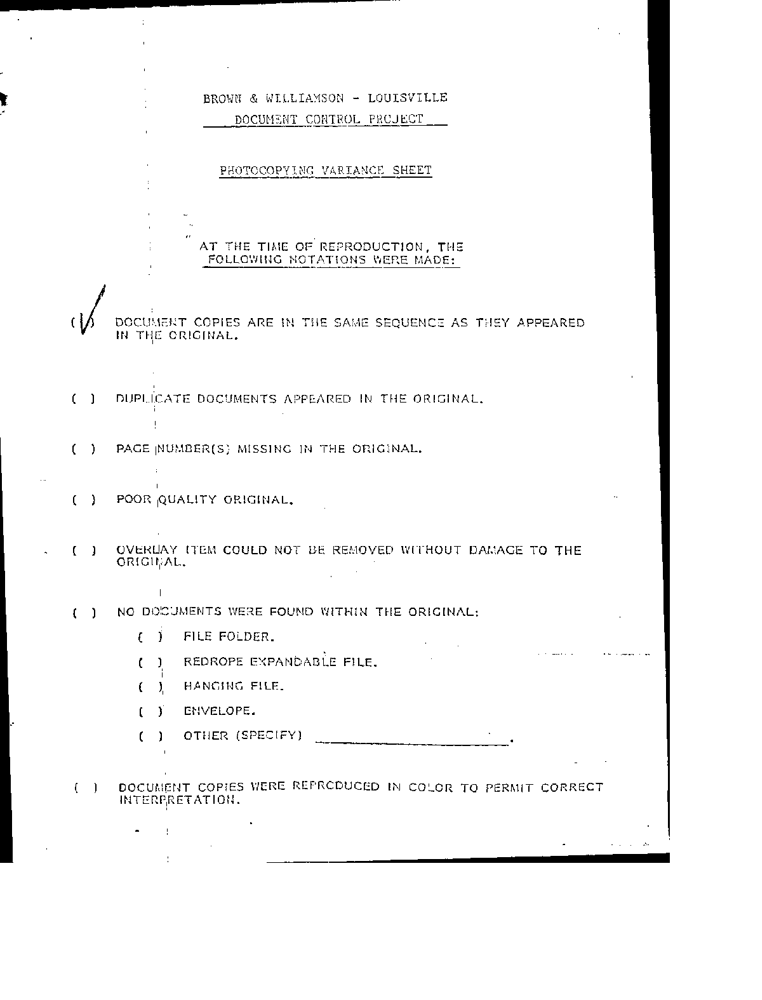 BROWN & WILLIAMSON - LOUISVILLE
DOCUMENT CONTROL PROJECT
PHOTOCOPYING VARIANCE SHEET
AT THE TIME OF REPRODUCTION, THE
FOLLOWING NOTATIONS WERE MADE:
(√) DOCUMENT COPIES ARE IN THE SAME SEQUENCE AS THEY APPEARED
IN THE ORIGINAL.
( ) DUPLICATE DOCUMENTS APPEARED IN THE ORIGINAL.
( ) PAGE NUMBER(S) MISSING IN THE ORIGINAL.
( ) POOR QUALITY ORIGINAL.
( ) OVERLAY ITEM COULD NOT BE REMOVED WITHOUT DAMAGE TO THE
ORIGINAL.
( ) NO DOCUMENTS WERE FOUND WITHIN THE ORIGINAL:
( ) FILE FOLDER.
( ) REDROPE EXPANDABLE FILE.
( ) HANGING FILE.
( ) ENVELOPE.
( ) OTHER (SPECIFY) ____________________.
( ) DOCUMENT COPIES WERE REPRODUCED IN COLOR TO PERMIT CORRECT
INTERPRETATION.